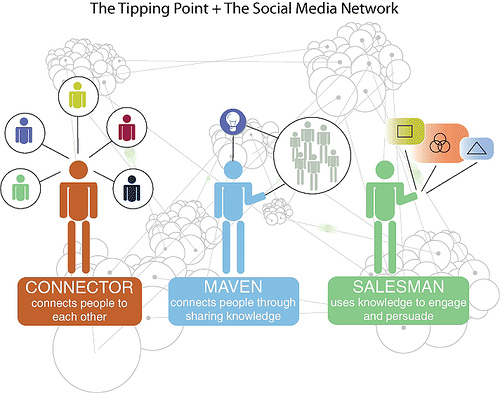 The Tipping Point + The Social Media Network
CONNECTOR
connects people to
each other
MAVEN
connects people through
sharing knowledge
SALESMAN
uses knowledge to engage
and persuade